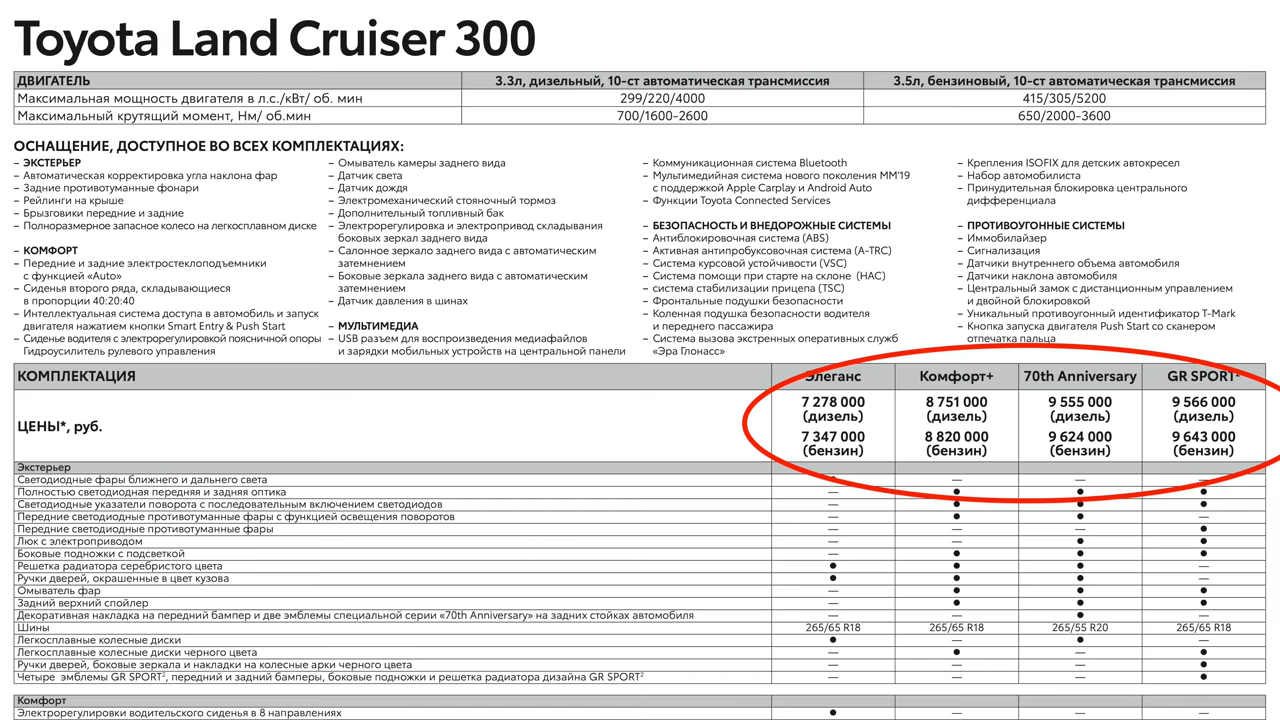 Toyota Land Cruiser 300
ДВИГАТЕЛЬ 3.3л, дизельный, 10-ст автоматическая трансмиссия 3.5л, бензиновый, 10-ст автоматическая трансмиссия
Максимальная мощность двигателя в л.с./кВт/ об. мин 299/220/4000 415/305/5200
Максимальный крутящий момент, Нм/ об.мин 700/1600-2600 650/2000-3600
ОСНАЩЕНИЕ, ДОСТУПНОЕ ВО ВСЕХ КОМПЛЕКТАЦИЯХ:
– ЭКСТЕРЬЕР
– Автоматическая корректировка угла наклона фар
– Задние противотуманные фонари
– Рейлинги на крыше
– Брызговики передние и задние
– Полноразмерное запасное колесо на легкосплавном диске
– КОМФОРТ
– Передние и задние электростеклоподъемники
с функцией «Auto»
– Сиденья второго ряда, складывающиеся
в пропорции 40:20:40
– Интеллектуальная система доступа в автомобиль и запуск
двигателя нажатием кнопки Smart Entry & Push Start
– Сиденье водителя с электрорегулировкой поясничной опоры
Гидроусилитель рулевого управления
– Омыватель камеры заднего вида
– Датчик света
– Датчик дождя
– Электромеханический стояночный тормоз
– Дополнительный топливный бак
– Электрорегулировка и электропривод складывания
боковых зеркал заднего вида
– Салонное зеркало заднего вида с автоматическим
затемнением
– Боковые зеркала заднего вида с автоматическим
затемнением
– Датчик давления в шинах
– МУЛЬТИМЕДИА
– USB разъем для воспроизведения медиафайлов
и зарядки мобильных устройств на центральной панели
– Коммуникационная система Bluetooth
– Мультимедийная система нового поколения MM'19
с поддержкой Apple Carplay и Android Auto
– Функции Toyota Connected Services
– БЕЗОПАСНОСТЬ И ВНЕДОРОЖНЫЕ СИСТЕМЫ
– Антиблокировочная система (ABS)
– Активная антипробуксовочная система (A-TRC)
– Система курсовой устойчивости (VSC)
– Система помощи при старте на склоне (HAC)
– система стабилизации прицепа (TSC)
– Фронтальные подушки безопасности
– Коленная подушка безопасности водителя
и переднего пассажира
– Система вызова экстренных оперативных служб
«Эра Глонасс»
– Крепления ISOFIX для детских автокресел
– Набор автомобилиста
– Принудительная блокировка центрального
дифференциала
– ПРОТИВОУГОННЫЕ СИСТЕМЫ
– Иммобилайзер
– Сигнализация
– Датчики внутреннего объема автомобиля
– Датчики наклона автомобиля
– Центральный замок с дистанционным управлением
и двойной блокировкой
– Уникальный противоугонный идентификатор T-Mark
– Кнопка запуска двигателя Push Start со сканером
отпечатка пальца
КОМПЛЕКТАЦИЯ Элеганс Комфорт+ 70th Anniversary GR SPORT²
ЦЕНЫ*, руб.
7 278 000 8 751 000 9 555 000 9 566 000
(дизель) (дизель) (дизель) (дизель)
7 347 000 8 820 000 9 624 000 9 643 000
(бензин) (бензин) (бензин) (бензин)
Экстерьер
Светодиодные фары ближнего и дальнего света ● — — —
Полностью светодиодная передняя и задняя оптика — ● ● ●
Светодиодные указатели поворота с последовательным включением светодиодов — ● ● ●
Передние светодиодные противотуманные фары с функцией освещения поворотов — ● ● —
Передние светодиодные противотуманные фары — — — ●
Люк с электроприводом — — ● ●
Боковые подножки с подсветкой — ● ● ●
Решетка радиатора серебристого цвета ● ● ● —
Ручки дверей, окрашенные в цвет кузова ● ● ● —
Омыватель фар — ● ● ●
Задний верхний спойлер — ● ● ●
Декоративная накладка на передний бампер и две эмблемы специальной серии «70th Anniversary» на задних стойках автомобиля — — ● —
Шины 265/65 R18 265/65 R18 265/55 R20 265/65 R18
Легкосплавные колесные диски ● — ● —
Легкосплавные колесные диски черного цвета — ● — ●
Ручки дверей, боковые зеркала и накладки на колесные арки черного цвета — — — ●
Четыре эмблемы GR SPORT², передний и задний бамперы, боковые подножки и решетка радиатора дизайна GR SPORT² — — — ●
Комфорт
Электрорегулировки водительского сиденья в 8 направлениях ● — — —